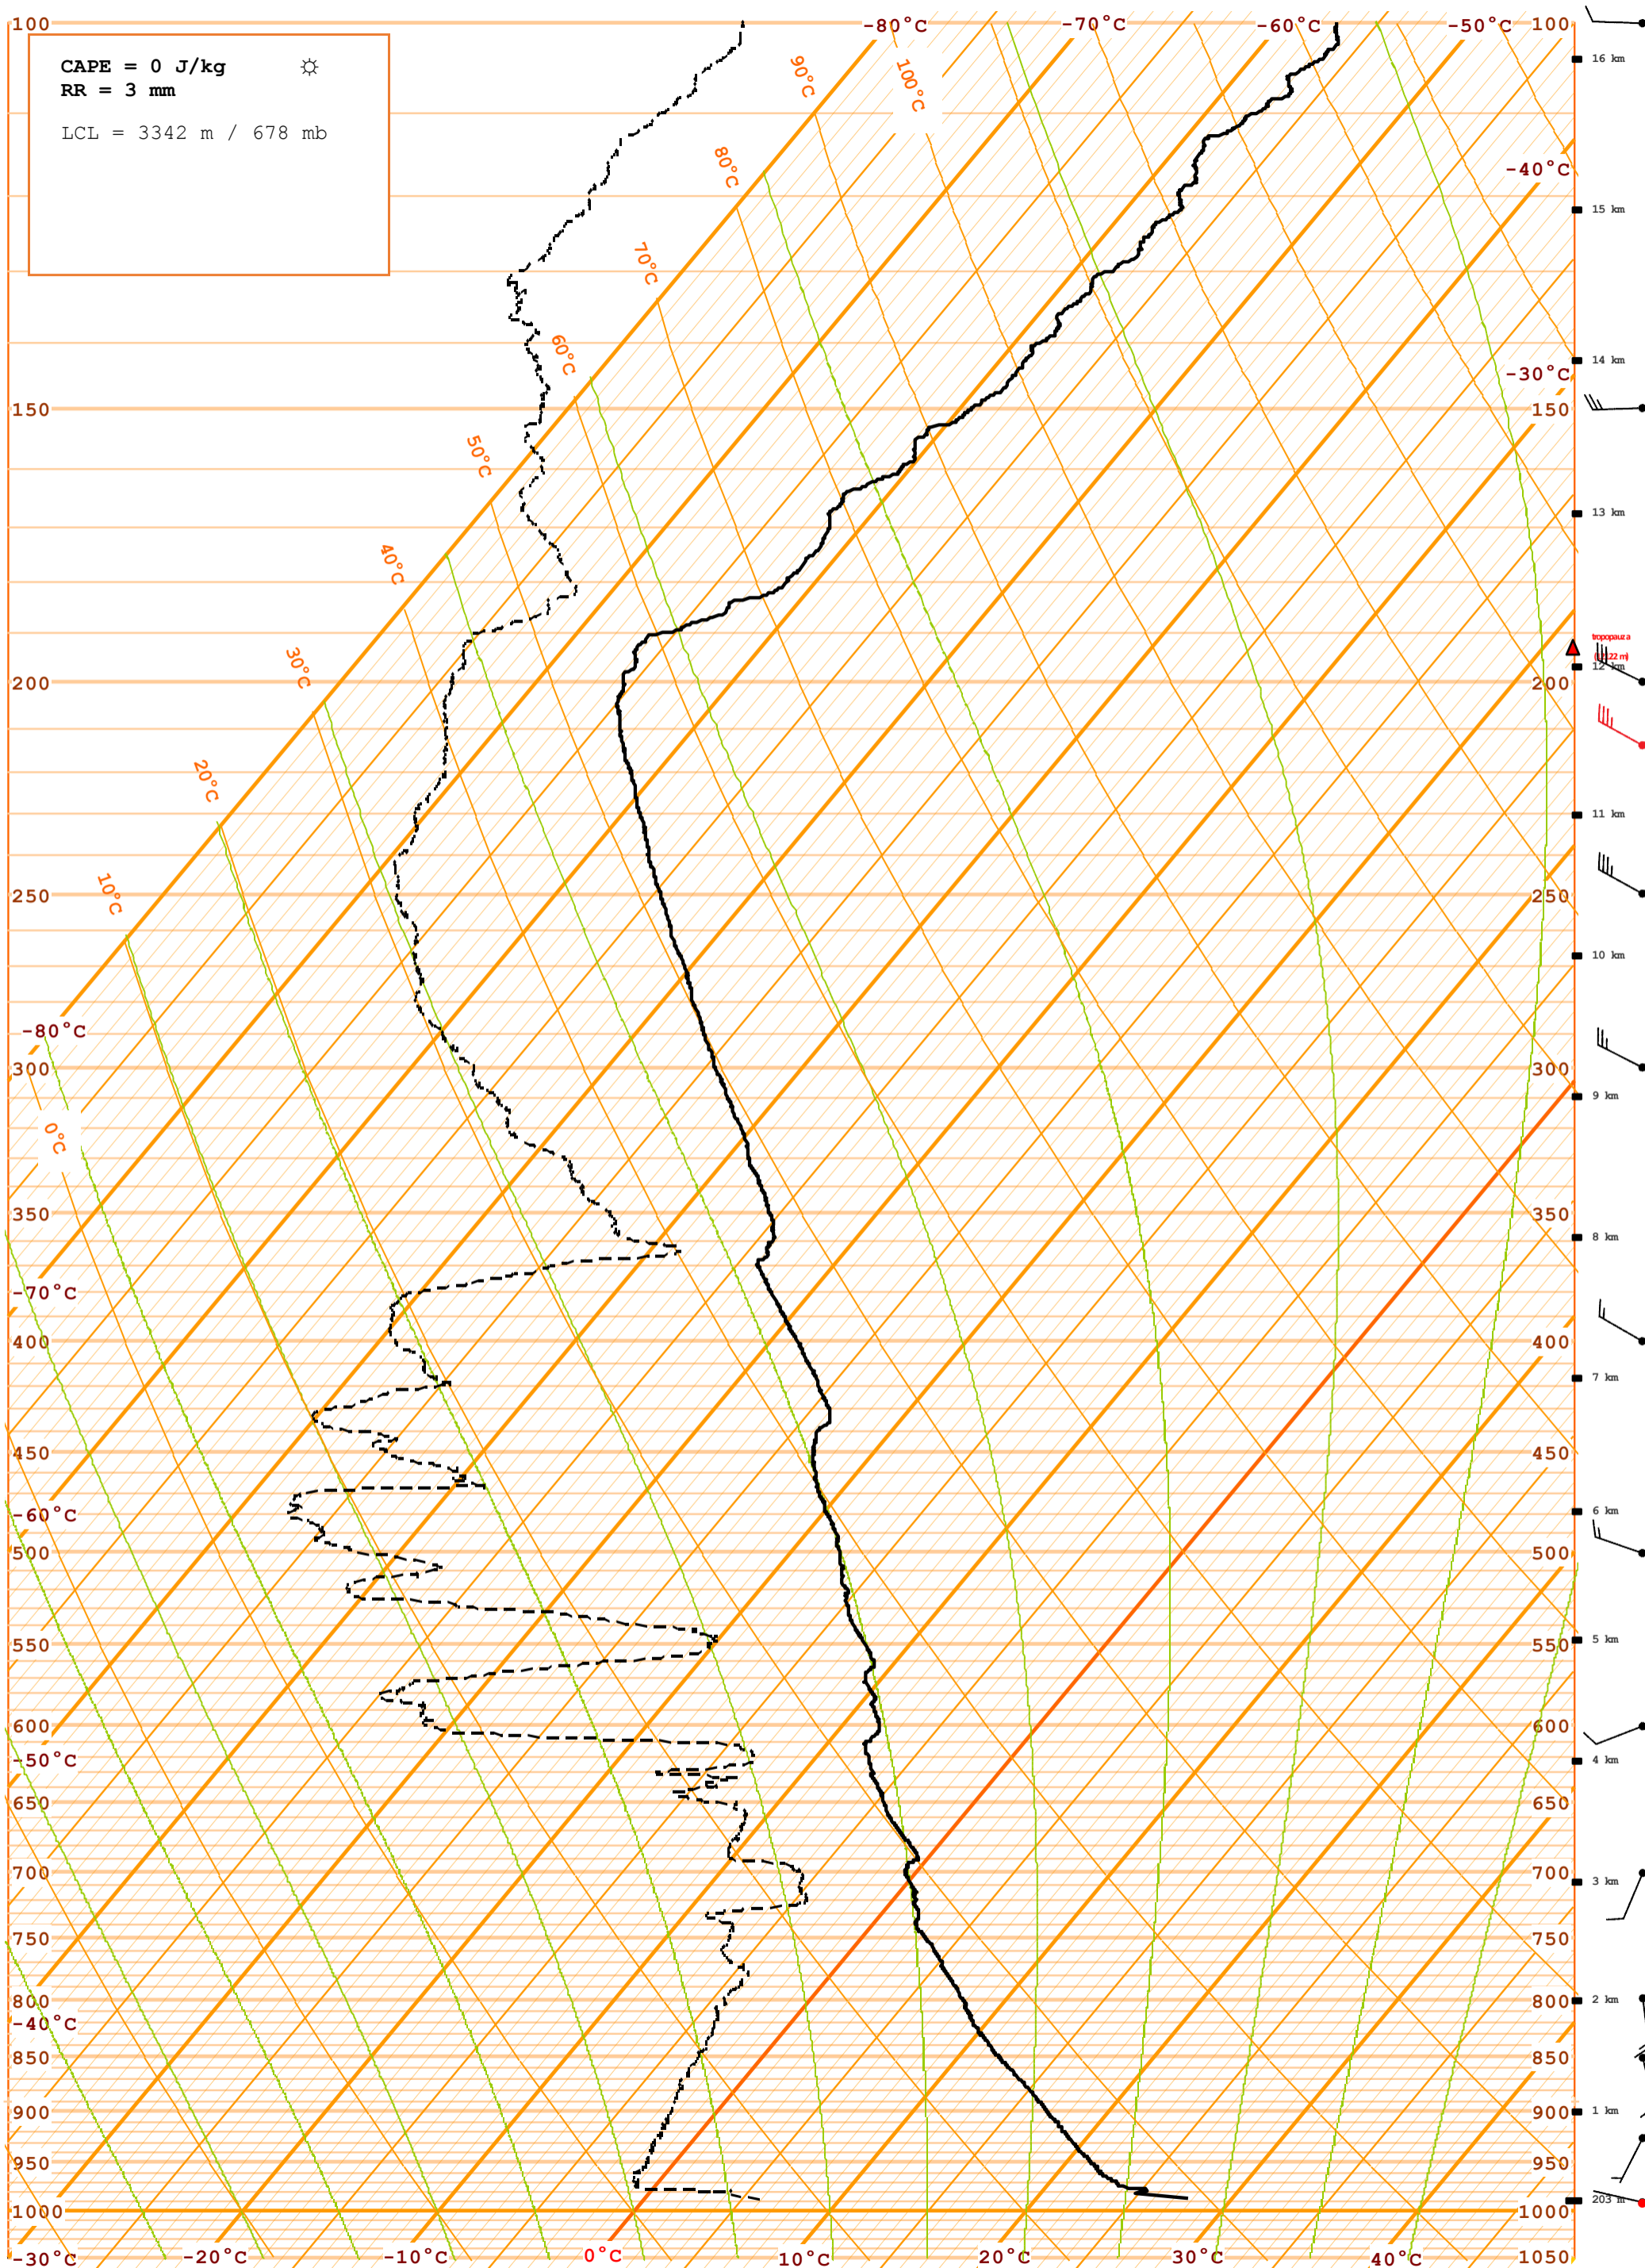 100 -80°C -70°C -60°C -50°C 100
16 km
CAPE = 0 J/kg ☼
RR = 3 mm
LCL = 3342 m / 678 mb
90°C 100°C
80°C -40°C
15 km
70°C
60°C 14 km
-30°C
150 150
50°C
13 km
40°C
30°C tropopauza
12 km
200 200
20°C
11 km
10°C 250 250
10 km
-80°C
300 300
9 km
0°C
350 350
8 km
-70°C
400 400
7 km
450 450
-60°C 6 km
500 500
550 550 5 km
600 600
-50°C 4 km
650 650
700 700
3 km
750 750
800 800 2 km
-40°C
850 850
900 900 1 km
950 950
203 m
1000 1000
-30°C -20°C -10°C 0°C 10°C 20°C 30°C 40°C 1050